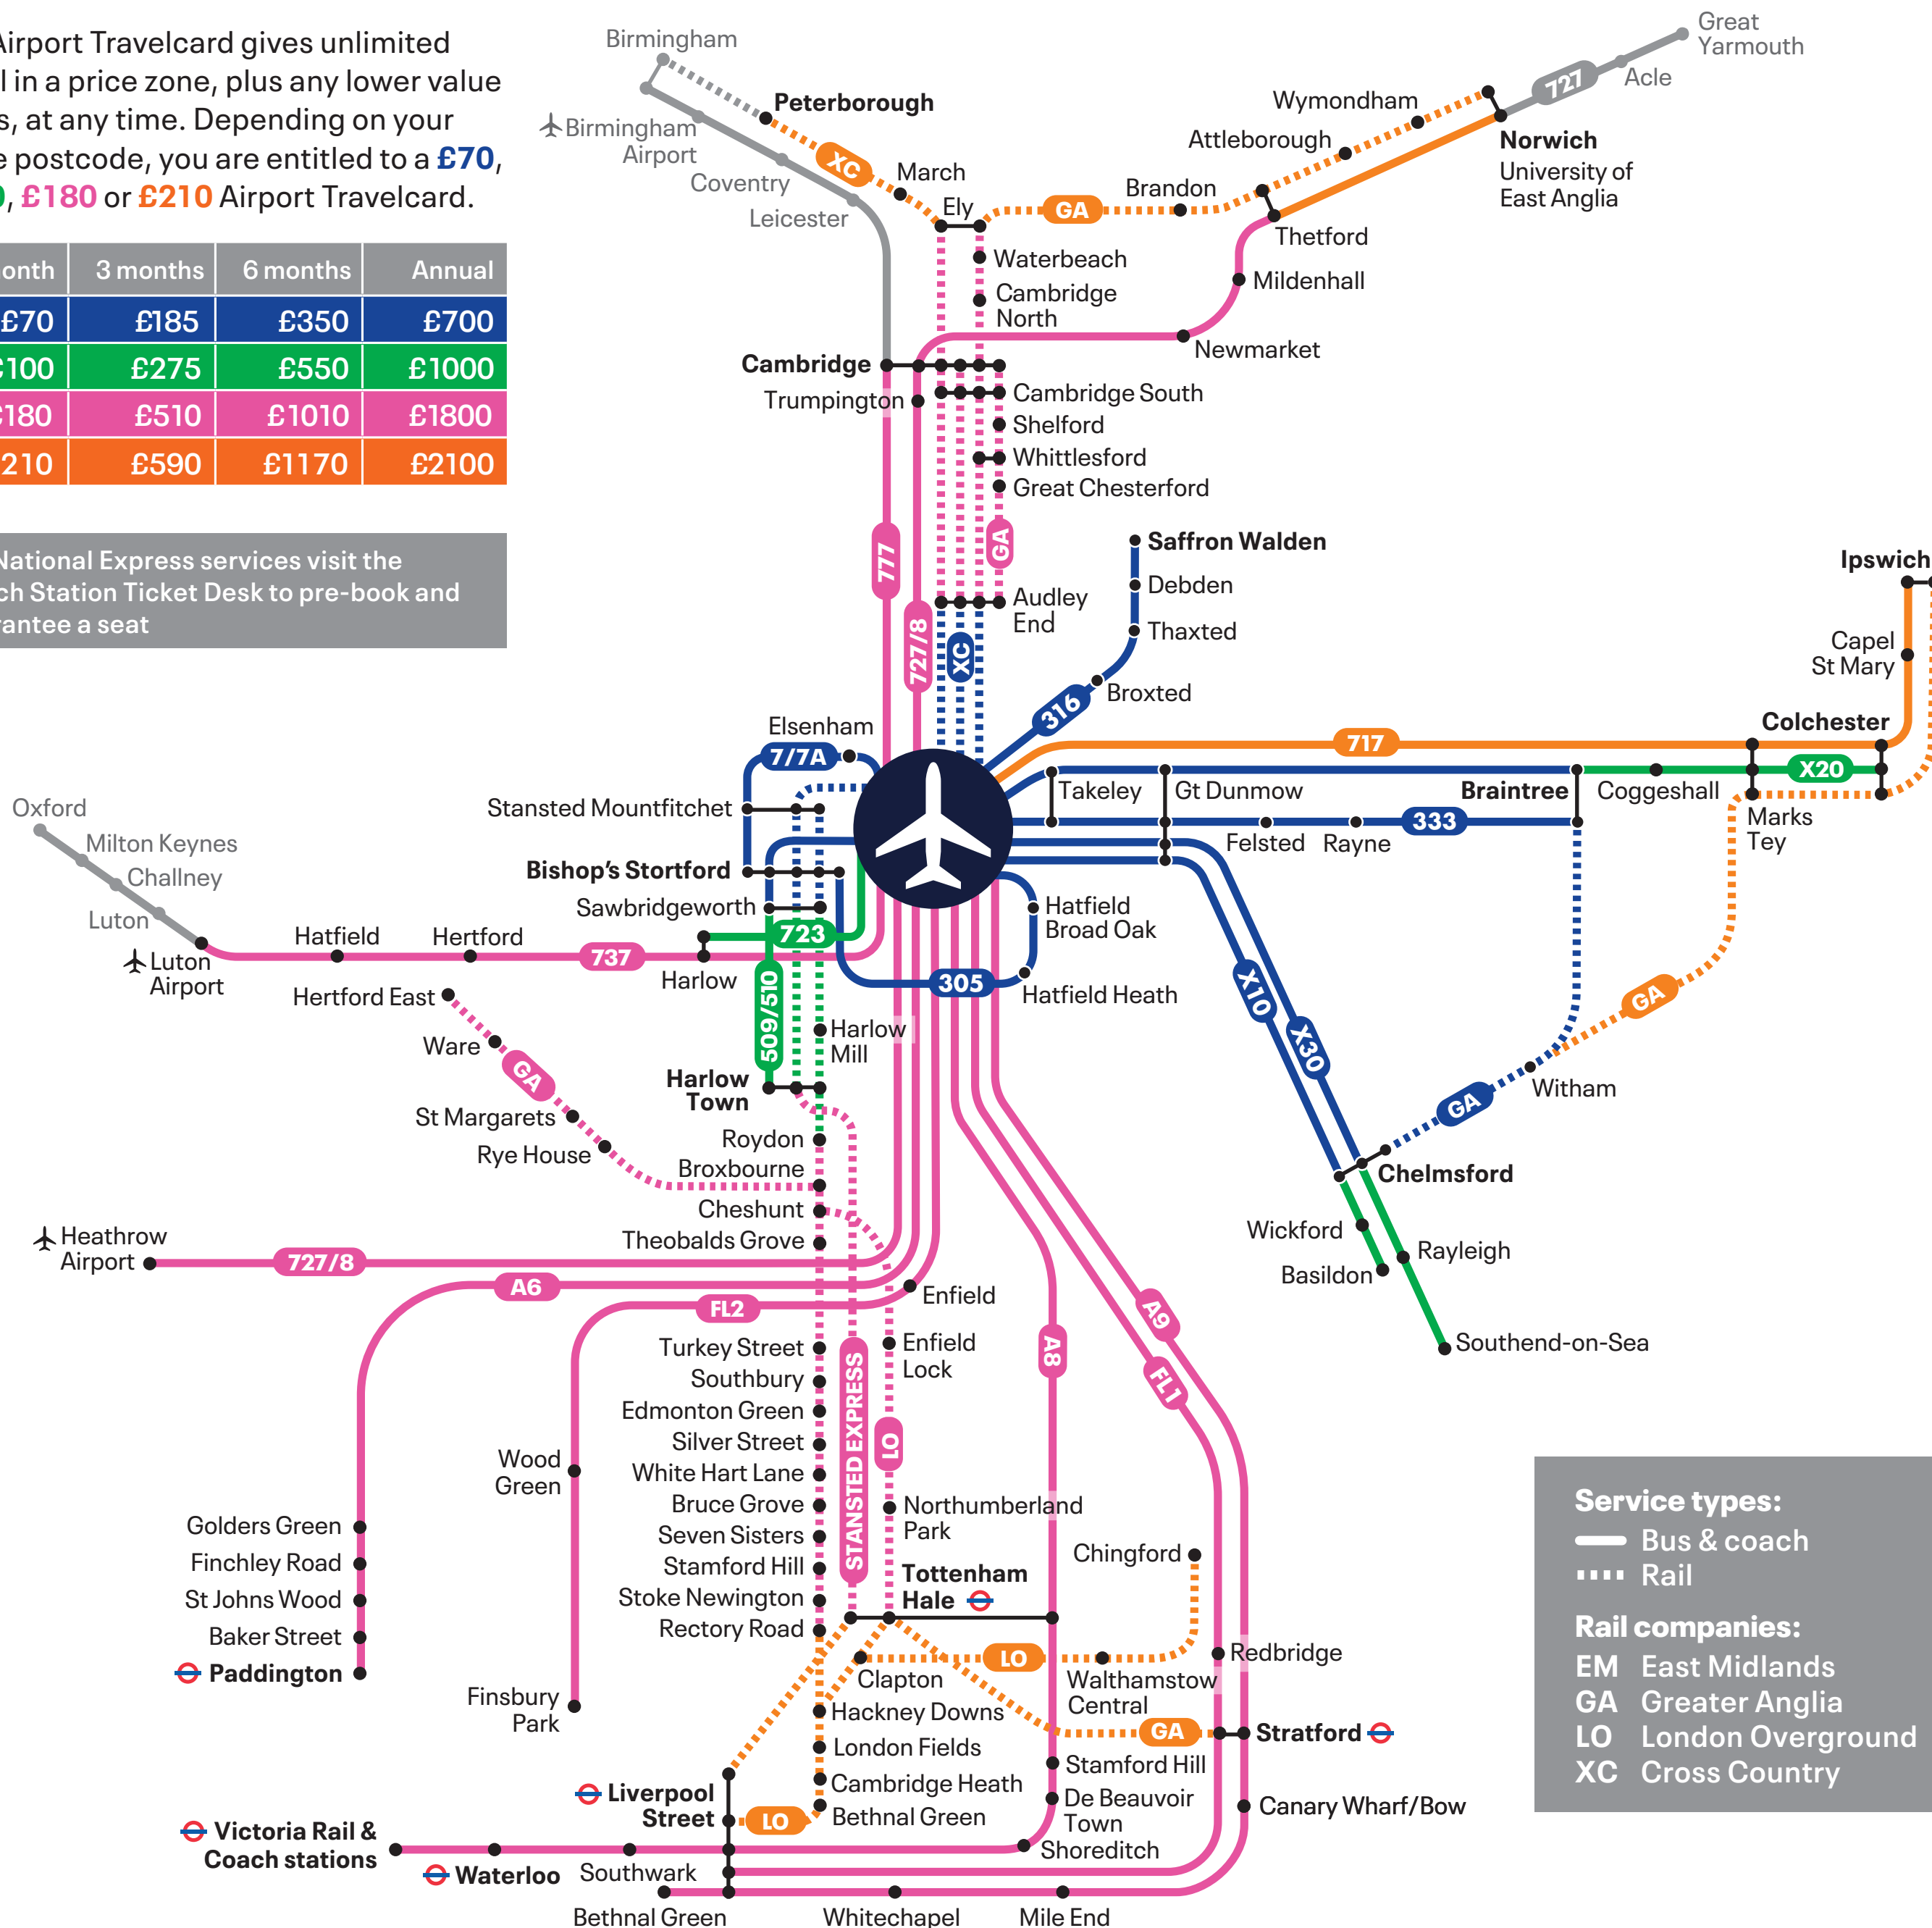 Airport Travelcard gives unlimited
l in a price zone, plus any lower value
s, at any time. Depending on your
e postcode, you are entitled to a £70,
0, £180 or £210 Airport Travelcard.
onth 3 months 6 months Annual
£70 £185 £350 £700
£100 £275 £550 £1000
£180 £510 £1010 £1800
210 £590 £1170 £2100
National Express services visit the
ch Station Ticket Desk to pre-book and
rantee a seat
Birmingham
Peterborough
Birmingham
Airport
Coventry
Leicester
XC
March
Ely
GA
Brandon
Attleborough
Wymondham
727
Great
Yarmouth
Acle
Norwich
University of
East Anglia
Thetford
Mildenhall
Newmarket
Waterbeach
Cambridge
North
Cambridge
Trumpington
Cambridge South
Shelford
Whittlesford
Great Chesterford
777
GA
727/8
XC
Audley
End
Saffron Walden
Debden
Thaxted
Broxted
316
Ipswich
Capel
St Mary
Colchester
717
X20
Takeley
Gt Dunmow
Braintree
Coggeshall
Marks
Tey
Felsted
Rayne
333
Elsenham
7/7A
Stansted Mountfitchet
Bishop's Stortford
Sawbridgeworth
723
Oxford
Milton Keynes
Challney
Luton
Luton
Airport
Hatfield
Hertford
737
Harlow
305
Hatfield
Broad Oak
Hatfield Heath
509/510
Hertford East
Ware
GA
St Margarets
Rye House
Harlow
Mill
Harlow
Town
Roydon
Broxbourne
Cheshunt
Theobalds Grove
X10
X30
GA
GA
Witham
Chelmsford
Wickford
Basildon
Rayleigh
Southend-on-Sea
Heathrow
Airport
727/8
A6
FL2
Enfield
Turkey Street
Southbury
Edmonton Green
Silver Street
White Hart Lane
Bruce Grove
Seven Sisters
Stamford Hill
Stoke Newington
Rectory Road
STANSTED EXPRESS
LO
Enfield
Lock
Northumberland
Park
Tottenham
Hale
A8
A9
FL1
Wood
Green
Finsbury
Park
Golders Green
Finchley Road
St Johns Wood
Baker Street
Paddington
Chingford
LO
Clapton
Walthamstow
Central
Redbridge
Hackney Downs
London Fields
Cambridge Heath
Bethnal Green
GA
Stratford
Stamford Hill
De Beauvoir
Town
Shoreditch
Canary Wharf/Bow
Liverpool
Street
LO
Victoria Rail &
Coach stations
Waterloo
Southwark
Bethnal Green
Whitechapel
Mile End
Service types:
Bus & coach
Rail
Rail companies:
EM East Midlands
GA Greater Anglia
LO London Overground
XC Cross Country